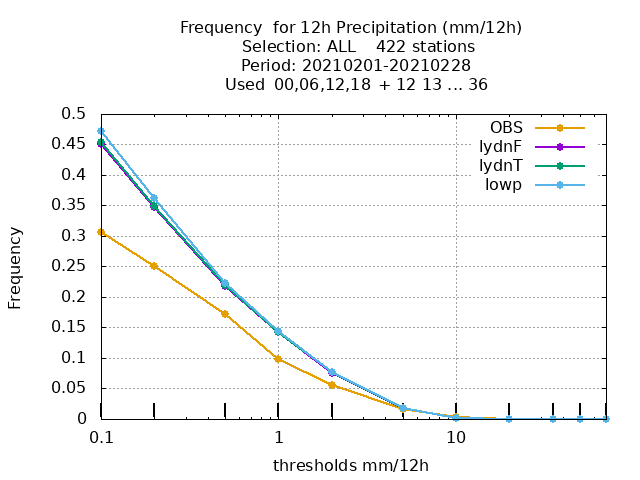 Frequency  for 12h Precipitation (mm/12h)
Selection: ALL    422 stations
Period: 20210201-20210228
Used  00,06,12,18  + 12 13 ... 36
0.5
0.45
0.4
0.35
0.3
0.25
0.2
0.15
0.1
0.05
0
Frequency
OBS
lydnF
lydnT
lowp
0.1 1 10
thresholds mm/12h